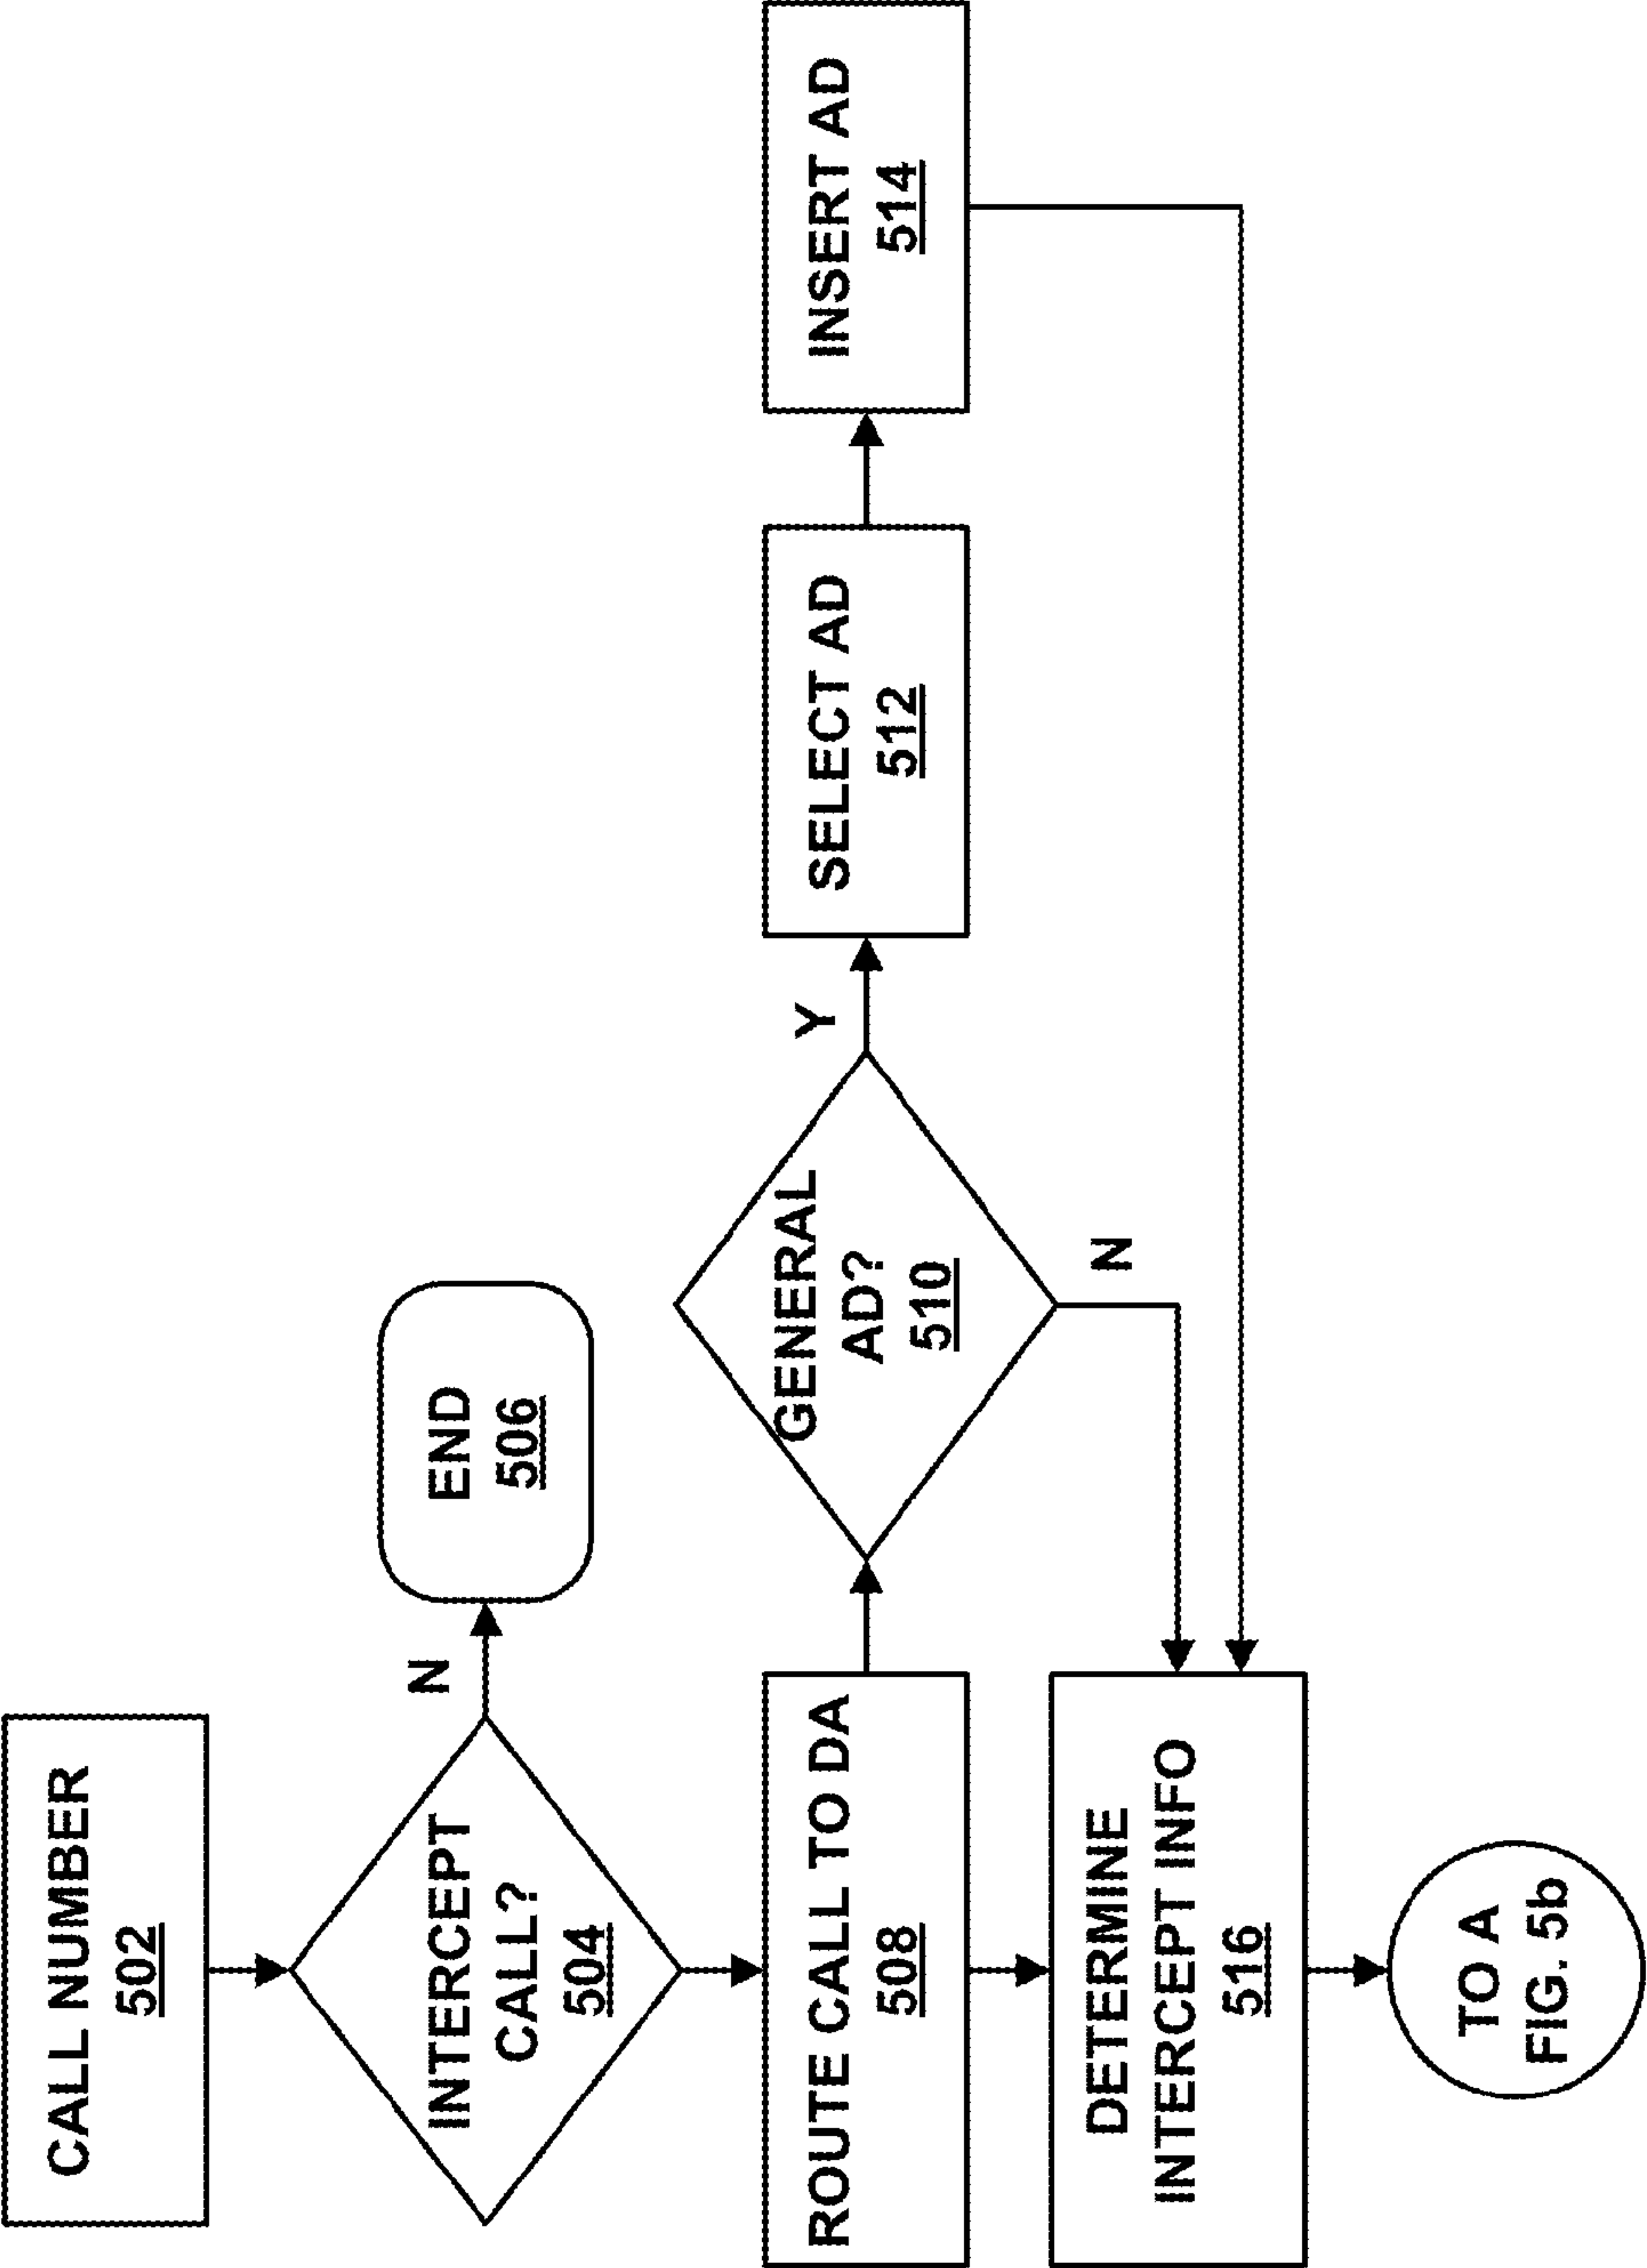 CALL NUMBER
502
INTERCEPT
CALL?
504
N
END
506
ROUTE CALL TO DA
508
GENERAL
AD?
510
Y
N
SELECT AD
512
INSERT AD
514
DETERMINE
INTERCEPT INFO
516
TO A
FIG. 5b